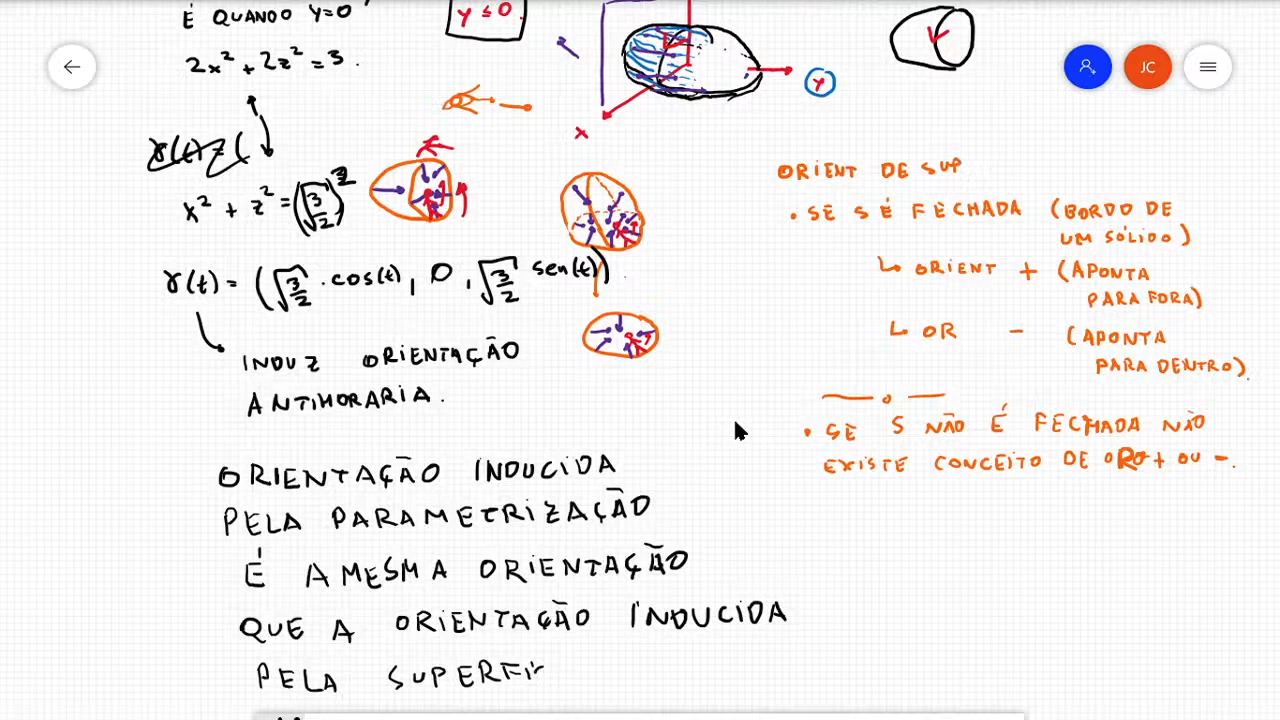 É QUANDO Y=0
2x² + 2z² = 3.
x² + z² = (√3/2)²
γ(t) = (√3/2 . cos(t), 0, √3/2 sen(t))
INDUZ ORIENTAÇÃO
ANTIHORARIA.
ORIENTAÇÃO INDUCIDA
PELA PARAMETRIZAÇÃO
É A MESMA ORIENTAÇÃO
QUE A ORIENTAÇÃO INDUCIDA
PELA SUPERFI
Y ≤ 0
Y
X
JC
ORIENT DE SUP
• SE S É FECHADA (BORDO DE
UM SÓLIDO)
↳ ORIENT + (APONTA
PARA FORA)
↳ OR - (APONTA
PARA DENTRO).
• SE S NÃO É FECHADA NÃO
EXISTE CONCEITO DE OR + OU -.